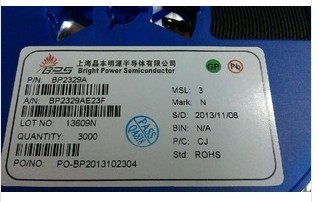 BPS 上海晶丰明源半导体有限公司
Bright Power Semiconductor
GP Pb
P/N: BP2329A
MSL: 3
A/N: BP2329AE23F
Mark: N
LOT NO: 13609N
S/D: 2013/11/08
QUANTITY: 3000
BIN: N/A
PASS
P/C: CJ
PO/NO: PO-BP2013102304
Std: ROHS